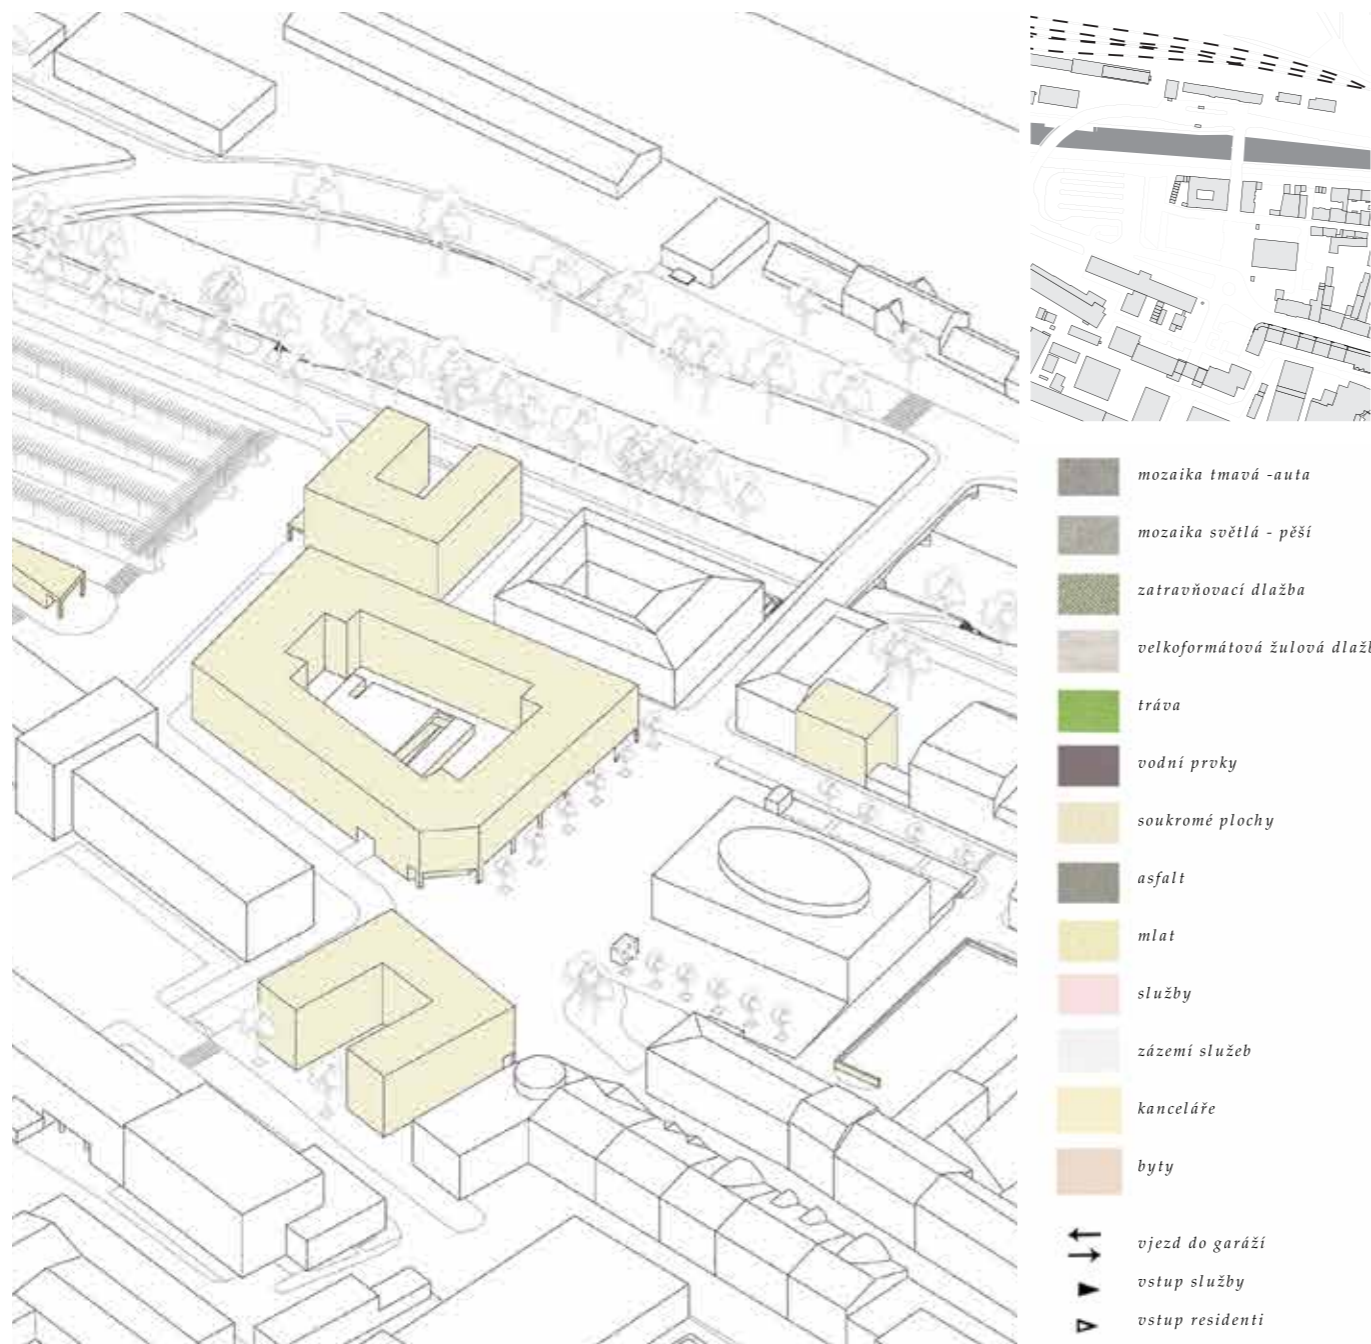 mozaika tmavá -auta
mozaika světlá - pěší
zatravňovací dlažba
velkoformátová žulová dlažb
tráva
vodní prvky
soukromé plochy
asfalt
mlat
služby
zázemí služeb
kanceláře
byty
vjezd do garáží
vstup služby
vstup residenti